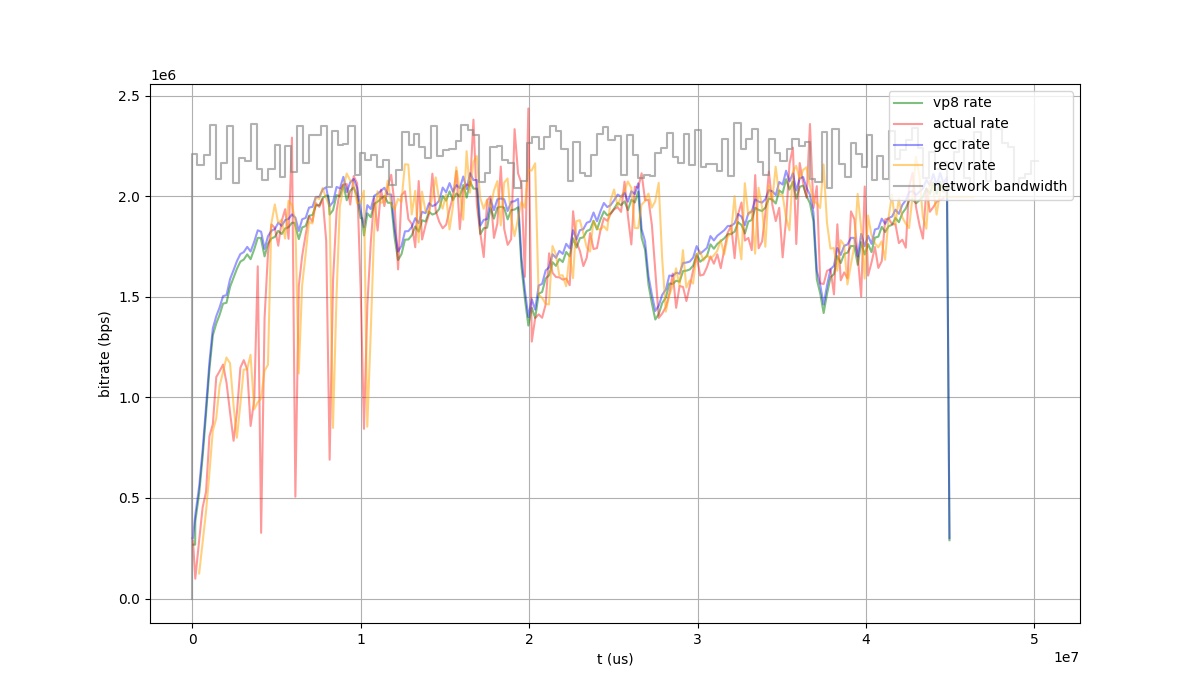 1e6
2.5
2.0
1.5
1.0
0.5
0.0
bitrate (bps)
vp8 rate
actual rate
gcc rate
recv rate
network bandwidth
0 1 2 3 4 5
1e7
t (us)